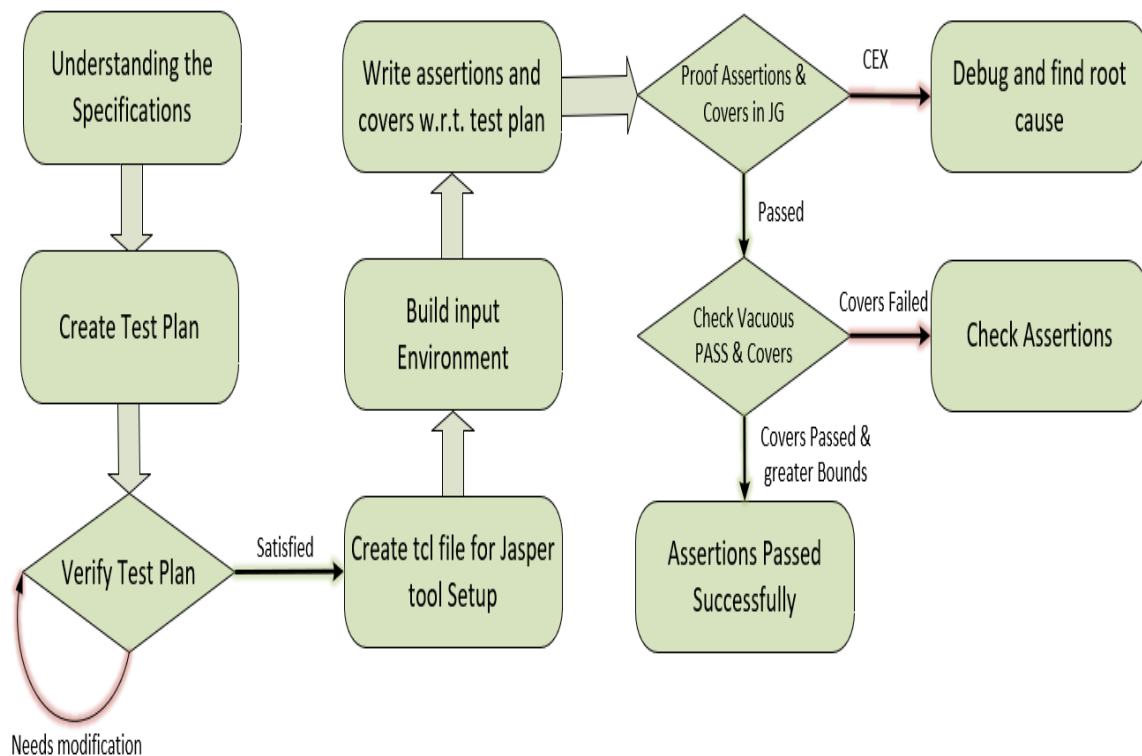 Understanding the
Specifications
Create Test Plan
Verify Test Plan
Needs modification
Satisfied
Create tcl file for Jasper
tool Setup
Build input
Environment
Write assertions and
covers w.r.t. test plan
Proof Assertions &
Covers in JG
CEX
Debug and find root
cause
Passed
Check Vacuous
PASS & Covers
Covers Failed
Check Assertions
Covers Passed &
greater Bounds
Assertions Passed
Successfully